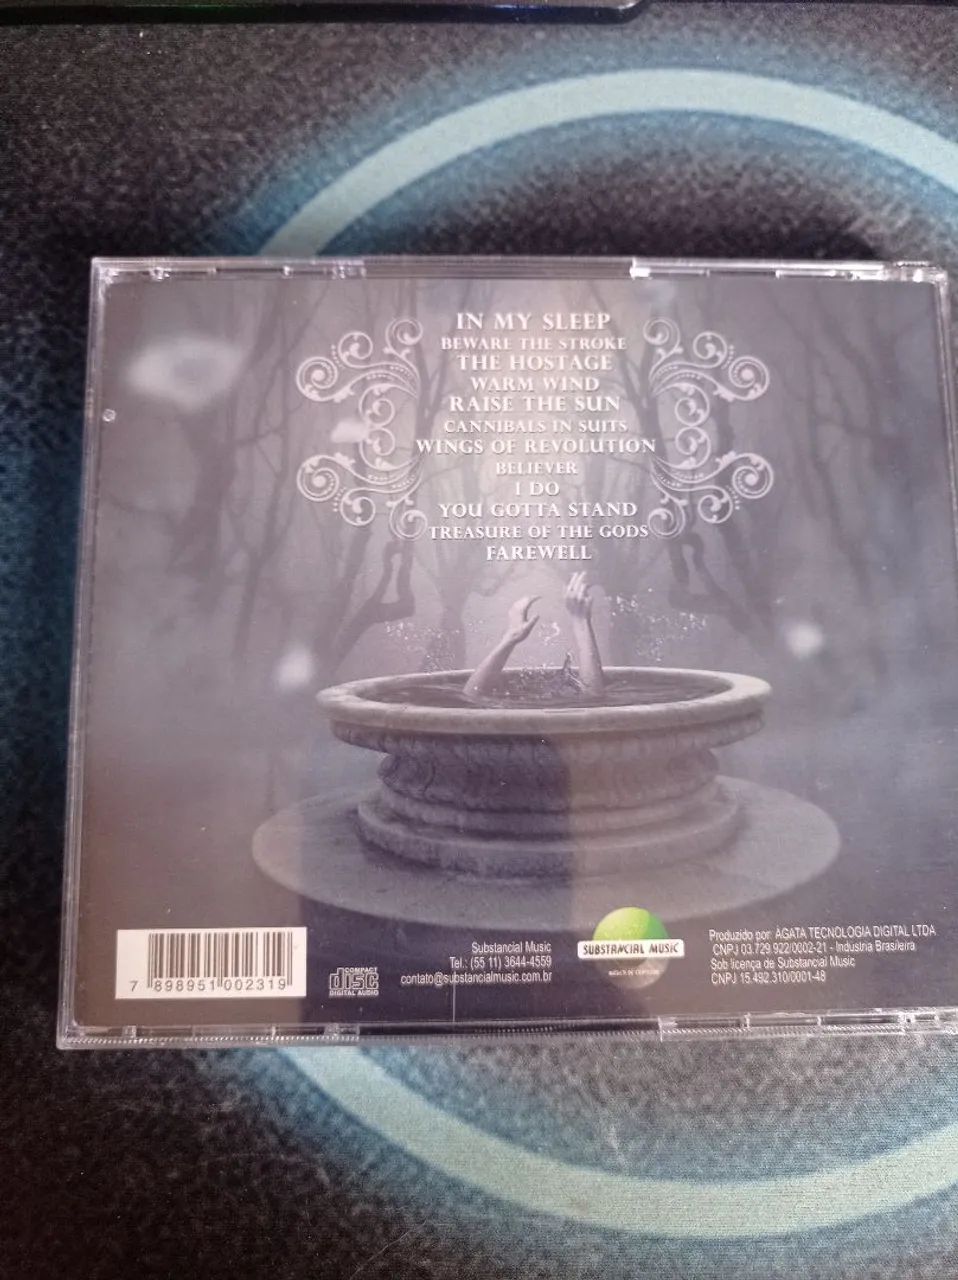 IN MY SLEEP
BEWARE THE STROKE
THE HOSTAGE
WARM WIND
RAISE THE SUN
CANNIBALS IN SUITS
WINGS OF REVOLUTION
BELIEVER
I DO
YOU GOTTA STAND
TREASURE OF THE GODS
FAREWELL
7 898951 002319
COMPACT
disc
DIGITAL AUDIO
Substancial Music
Tel.: (55 11) 3644-4559
contato@substancialmusic.com.br
SUBSTANCIAL MUSIC
Produzido por: ÁGATA TECNOLOGIA DIGITAL LTDA
CNPJ 03.729.922/0002-21 - Industria Brasileira
Sob licença de Substancial Music
CNPJ 15.492.310/0001-48